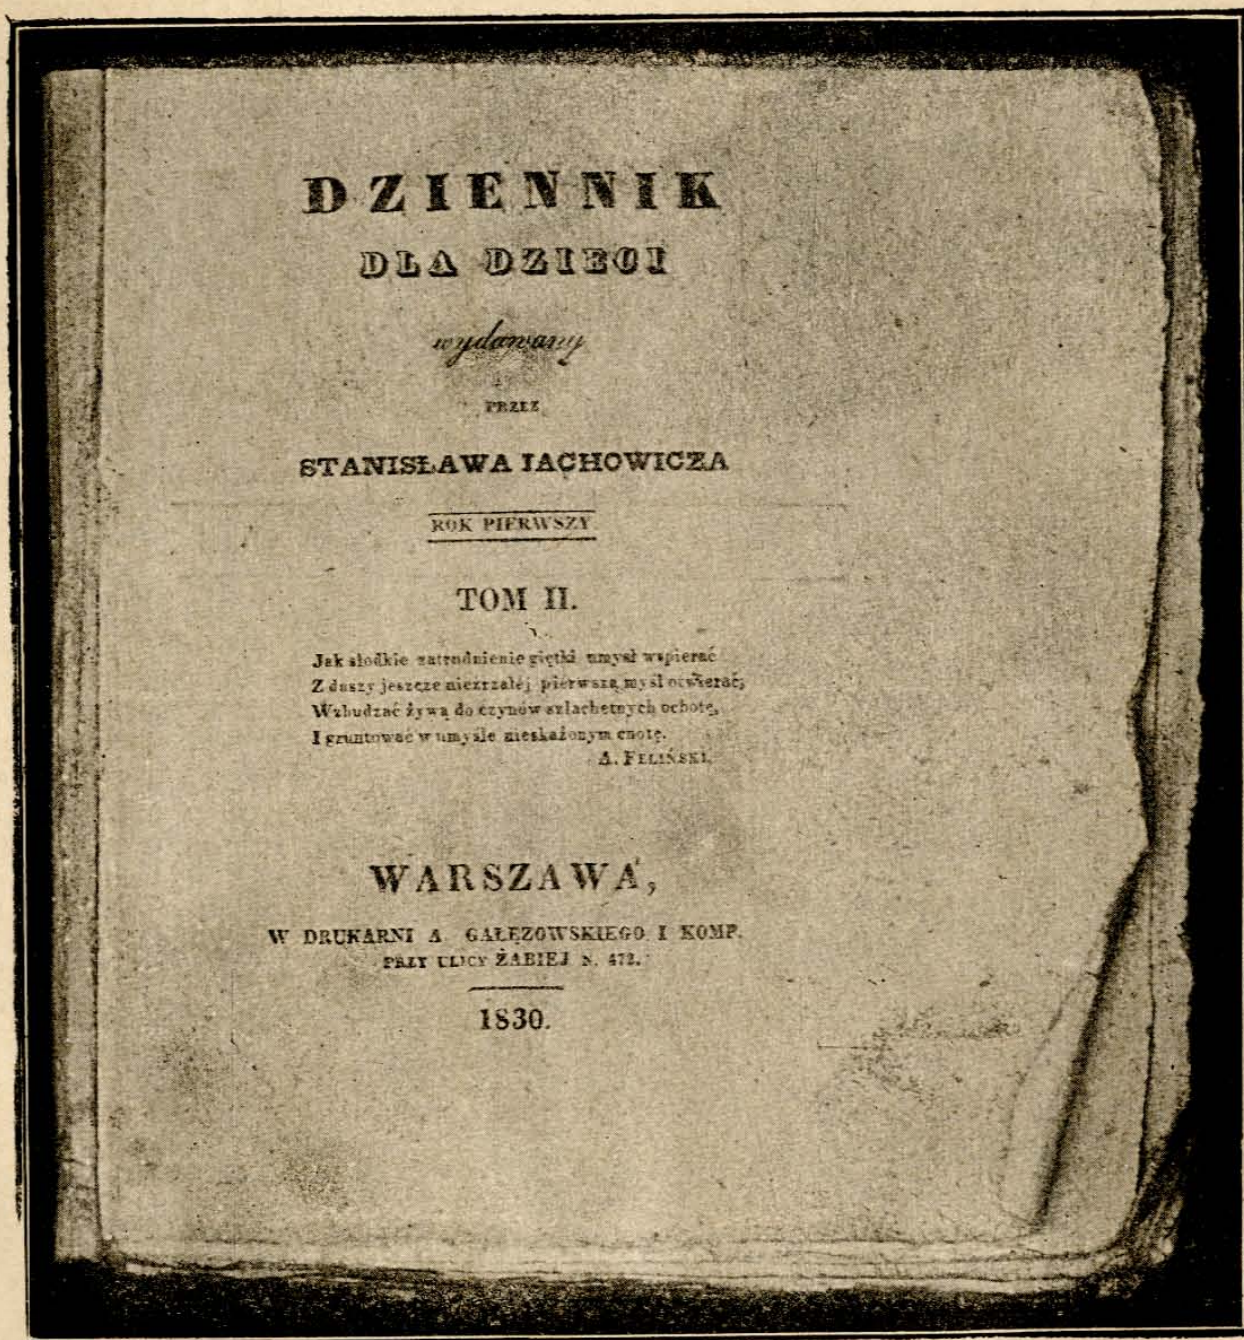 DZIENNIK
DLA DZIECI
wydawany
PRZEZ
STANISŁAWA IACHOWICZA
ROK PIERWSZY
TOM II.
Jak słodkie zatrudnienie giętki umysł wspierać
Z duszy jeszcze niezrzałéj pierwszą myśl otwierać,
Wzbudzać żywą do czynów szlachetnych ochotę,
I gruntować w umyśle nieskażonym cnotę.
A. FELIŃSKI.
WARSZAWA,
W DRUKARNI A. GAŁĘZOWSKIEGO I KOMP.
PRZY ULICY ŻABIEJ N. 472.
1830.